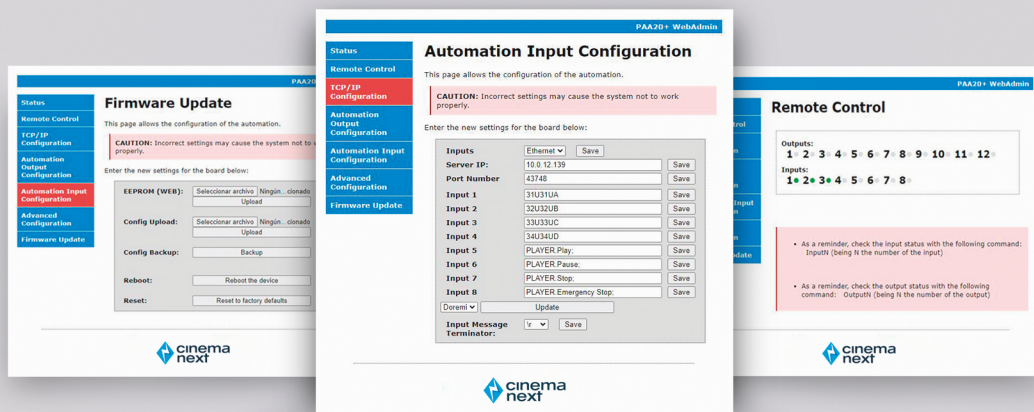 PAA20
Status
Remote Control
TCP/IP
Configuration
Automation
Output
Configuration
Automation Input
Configuration
Advanced
Configuration
Firmware Update
Firmware Update
This page allows the configuration of the automation.
CAUTION: Incorrect settings may cause the system not to
properly.
Enter the new settings for the board below:
EEPROM (WEB): Seleccionar archivo Ningún...cionado
Upload
Config Upload: Seleccionar archivo Ningún...cionado
Upload
Config Backup: Backup
Reboot: Reboot the device
Reset: Reset to factory defaults
cinema
next
PAA20+ WebAdmin
Status
Remote Control
TCP/IP
Configuration
Automation
Output
Configuration
Automation Input
Configuration
Advanced
Configuration
Firmware Update
Automation Input Configuration
This page allows the configuration of the automation.
CAUTION: Incorrect settings may cause the system not to work
properly.
Enter the new settings for the board below:
Inputs Ethernet Save
Server IP: 10.0.12.139 Save
Port Number 43748 Save
Input 1 31U31UA Save
Input 2 32U32UB Save
Input 3 33U33UC Save
Input 4 34U34UD Save
Input 5 PLAYER.Play; Save
Input 6 PLAYER.Pause; Save
Input 7 PLAYER.Stop; Save
Input 8 PLAYER.Emergency Stop; Save
Doremi Update
Input Message
Terminator: \r Save
cinema
next
PAA20+ WebAdmin
trol
n
n
Input
n
n
date
Remote Control
Outputs:
1 2 3 4 5 6 7 8 9 10 11 12
Inputs:
1 2 3 4 5 6 7 8
• As a reminder, check the input status with the following command:
InputN (being N the number of the input)
• As a reminder, check the output status with the following
command: OutputN (being N the number of the output)
cinema
next